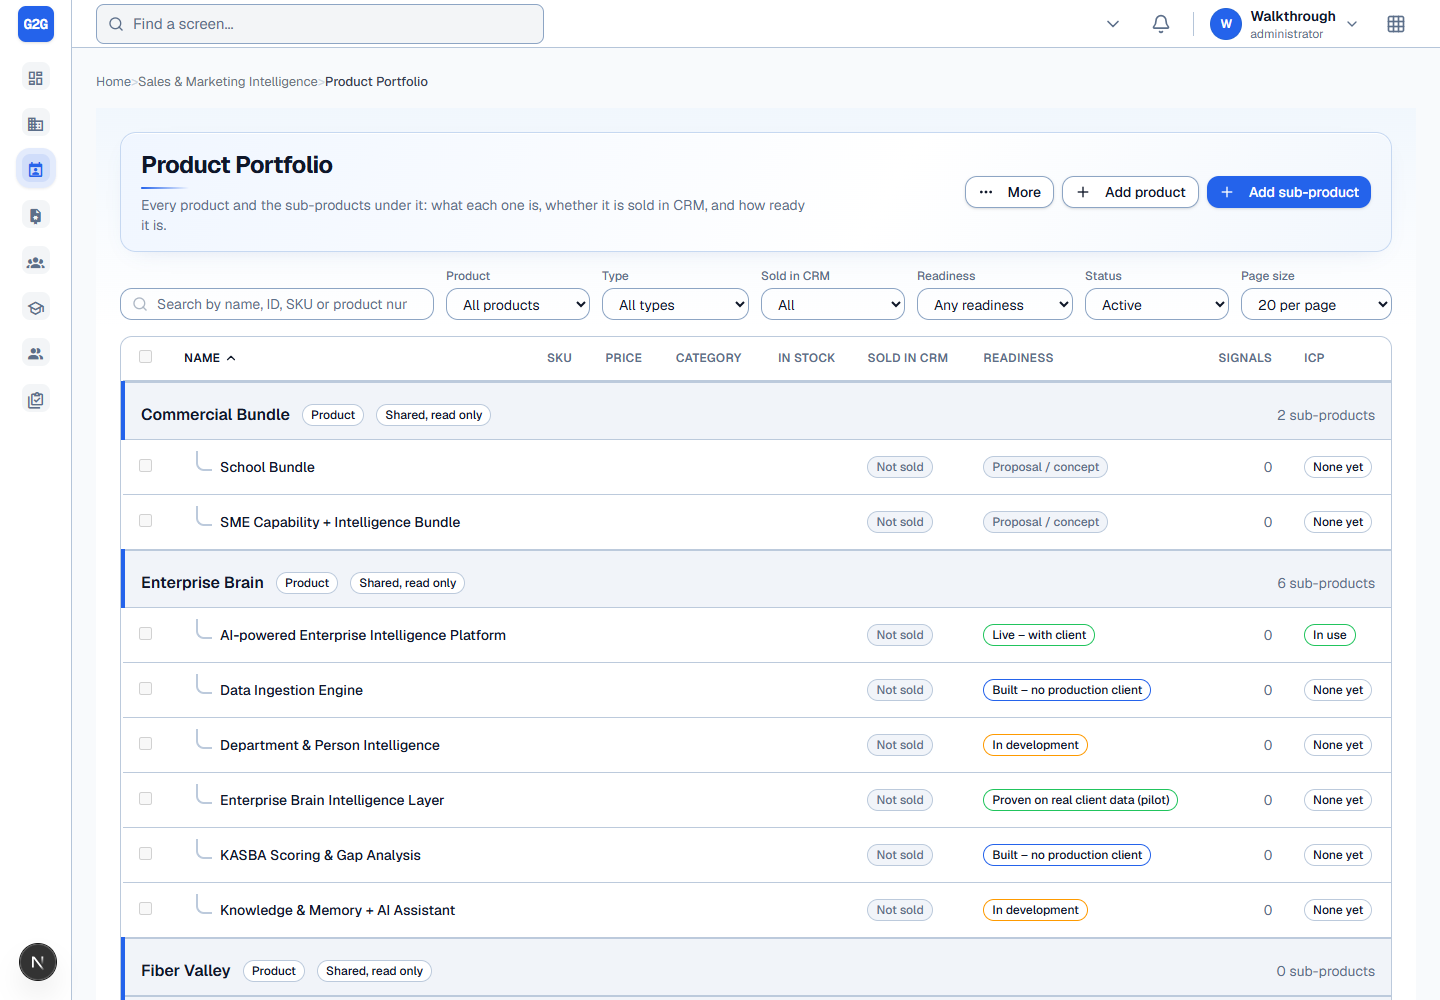 G2G
Find a screen...
W
Walkthrough
administrator
Home>Sales & Marketing Intelligence>Product Portfolio
Product Portfolio
Every product and the sub-products under it: what each one is, whether it is sold in CRM, and how ready
it is.
··· More
+ Add product
+ Add sub-product
Product
Type
Sold in CRM
Readiness
Status
Page size
Search by name, ID, SKU or product nur
All products
All types
All
Any readiness
Active
20 per page
NAME SKU PRICE CATEGORY IN STOCK SOLD IN CRM READINESS SIGNALS ICP
Commercial Bundle Product Shared, read only 2 sub-products
School Bundle Not sold Proposal / concept 0 None yet
SME Capability + Intelligence Bundle Not sold Proposal / concept 0 None yet
Enterprise Brain Product Shared, read only 6 sub-products
AI-powered Enterprise Intelligence Platform Not sold Live – with client 0 In use
Data Ingestion Engine Not sold Built – no production client 0 None yet
Department & Person Intelligence Not sold In development 0 None yet
Enterprise Brain Intelligence Layer Not sold Proven on real client data (pilot) 0 None yet
KASBA Scoring & Gap Analysis Not sold Built – no production client 0 None yet
Knowledge & Memory + AI Assistant Not sold In development 0 None yet
N
Fiber Valley Product Shared, read only 0 sub-products